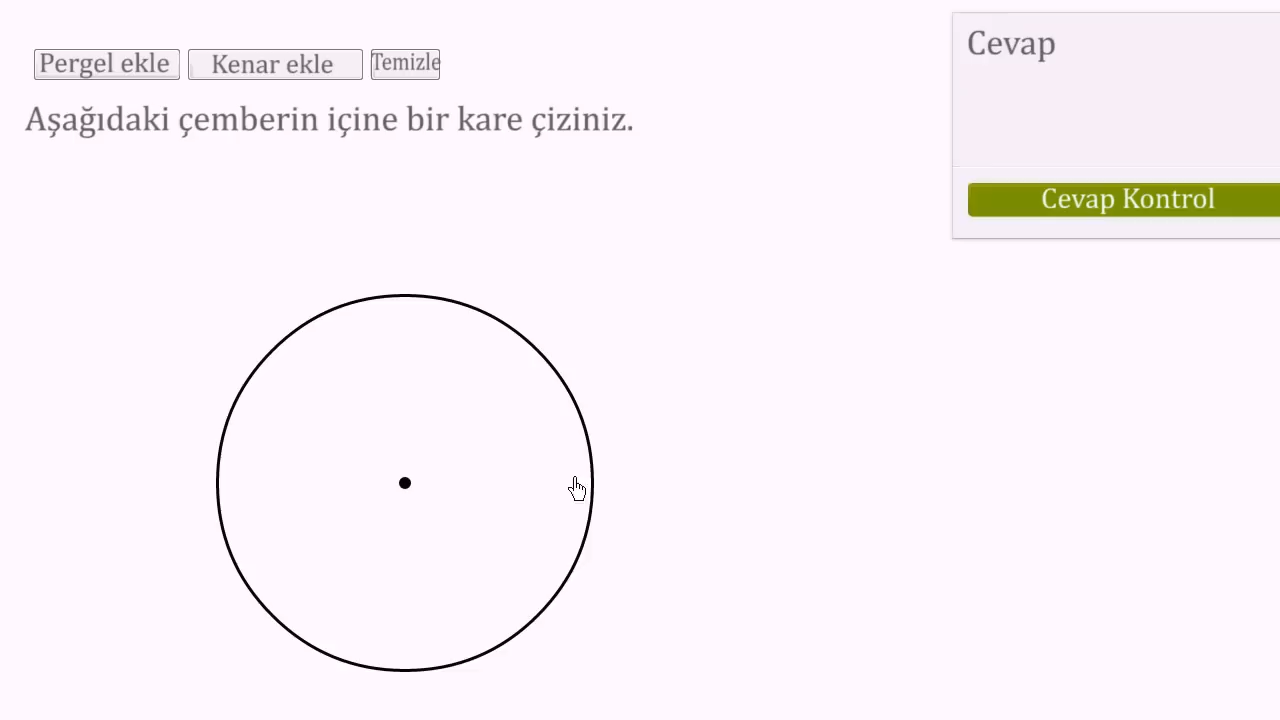 Pergel ekle Kenar ekle Temizle
Aşağıdaki çemberin içine bir kare çiziniz.
Cevap
Cevap Kontrol